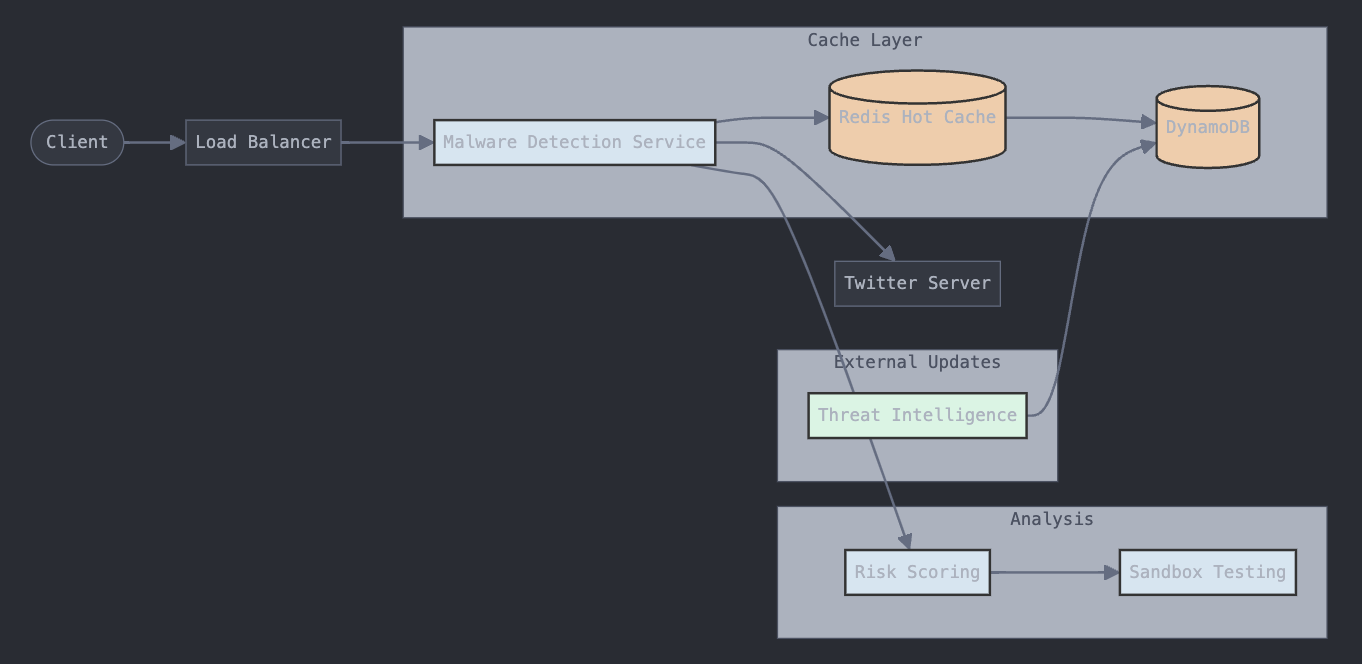 Cache Layer
Client
Load Balancer
Malware Detection Service
Redis Hot Cache
DynamoDB
Twitter Server
External Updates
Threat Intelligence
Analysis
Risk Scoring
Sandbox Testing